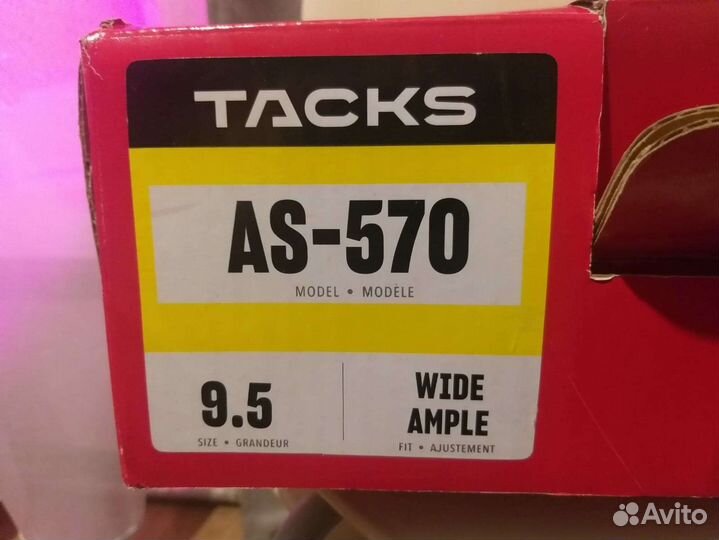 TACKS
AS-570
MODEL • MODÈLE
9.5
SIZE • GRANDEUR
WIDE
AMPLE
FIT • AJUSTEMENT
Avito